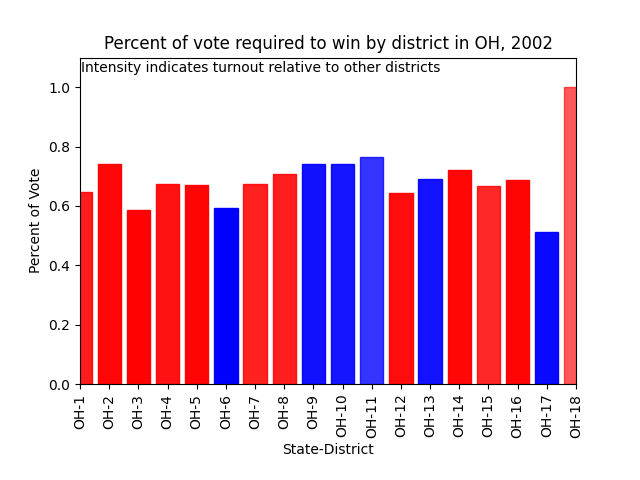 Percent of vote required to win by district in OH, 2002
Intensity indicates turnout relative to other districts
1.0
0.8
0.6
0.4
0.2
0.0
Percent of Vote
OH-1
OH-2
OH-3
OH-4
OH-5
OH-6
OH-7
OH-8
OH-9
OH-10
OH-11
OH-12
OH-13
OH-14
OH-15
OH-16
OH-17
OH-18
State-District